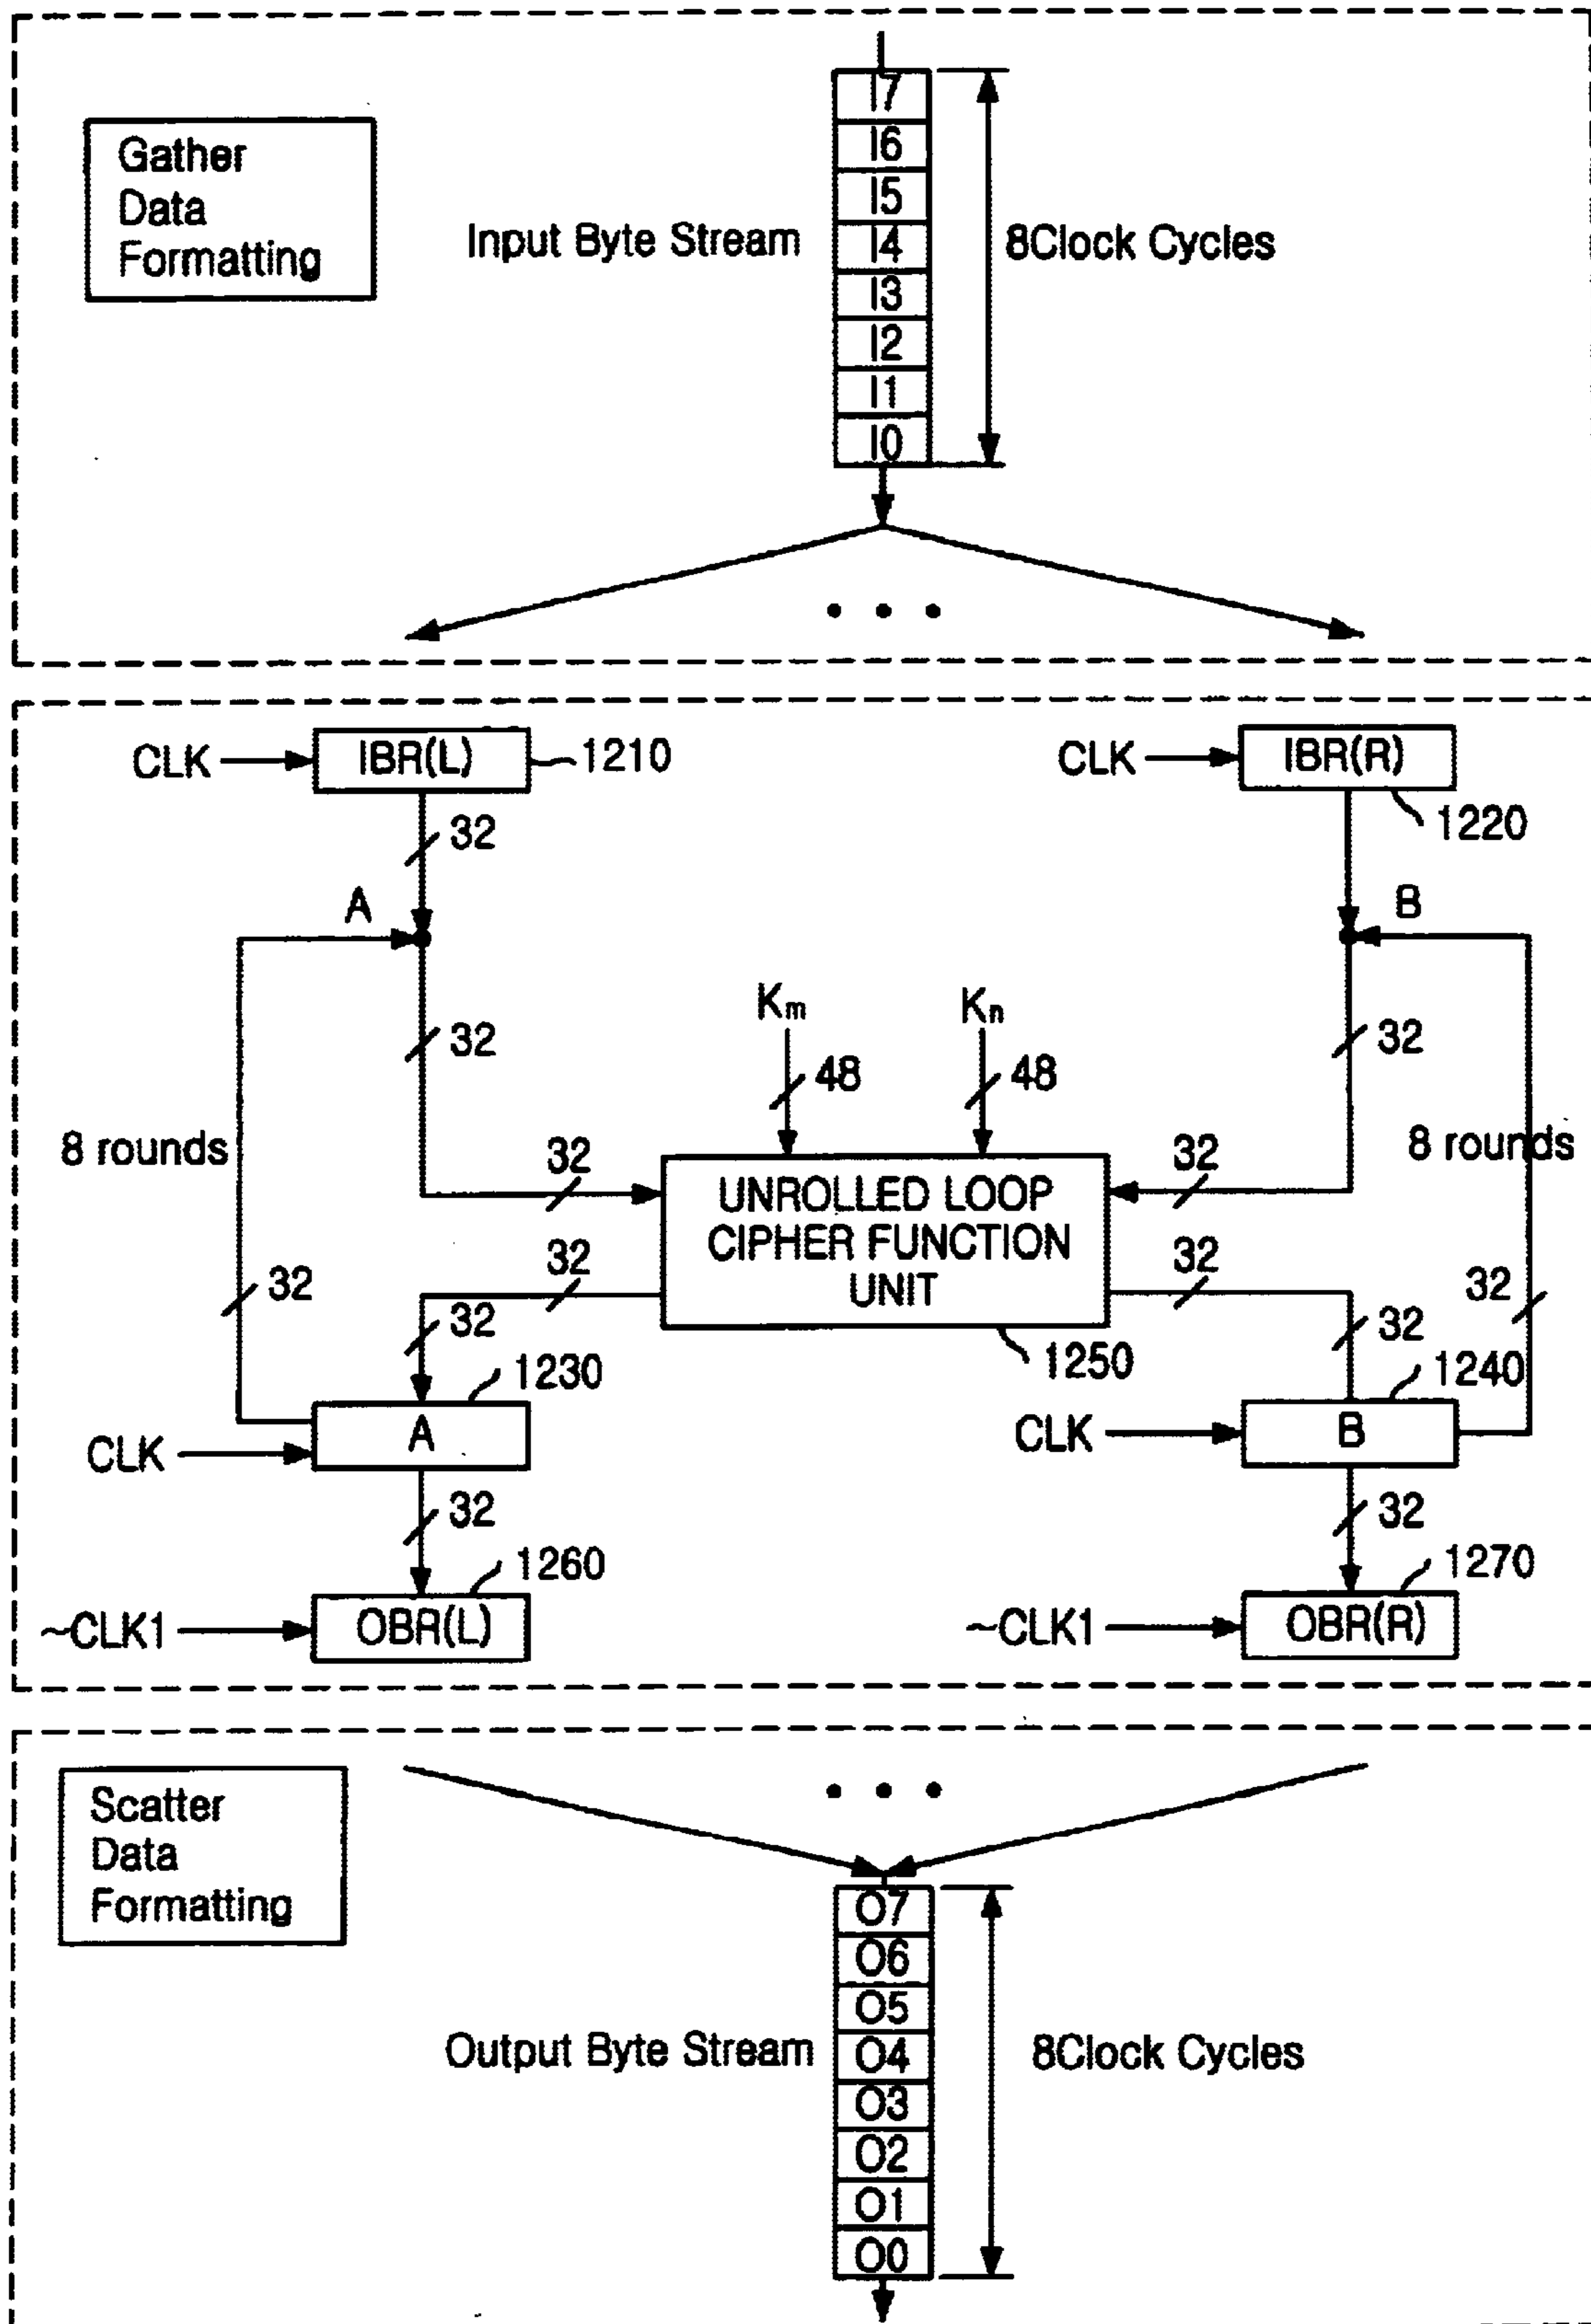 Gather
Data
Formatting
Input Byte Stream
I7
I6
I5
I4
I3
I2
I1
I0
8Clock Cycles
CLK
IBR(L)
1210
CLK
IBR(R)
1220
32
A
B
32
Km
Kn
32
48
48
8 rounds
8 rounds
32
32
UNROLLED LOOP
CIPHER FUNCTION
UNIT
32
32
32
32
32
32
1250
1230
1240
CLK
A
CLK
B
32
32
1260
1270
~CLK1
OBR(L)
~CLK1
OBR(R)
Scatter
Data
Formatting
Output Byte Stream
O7
O6
O5
O4
O3
O2
O1
O0
8Clock Cycles